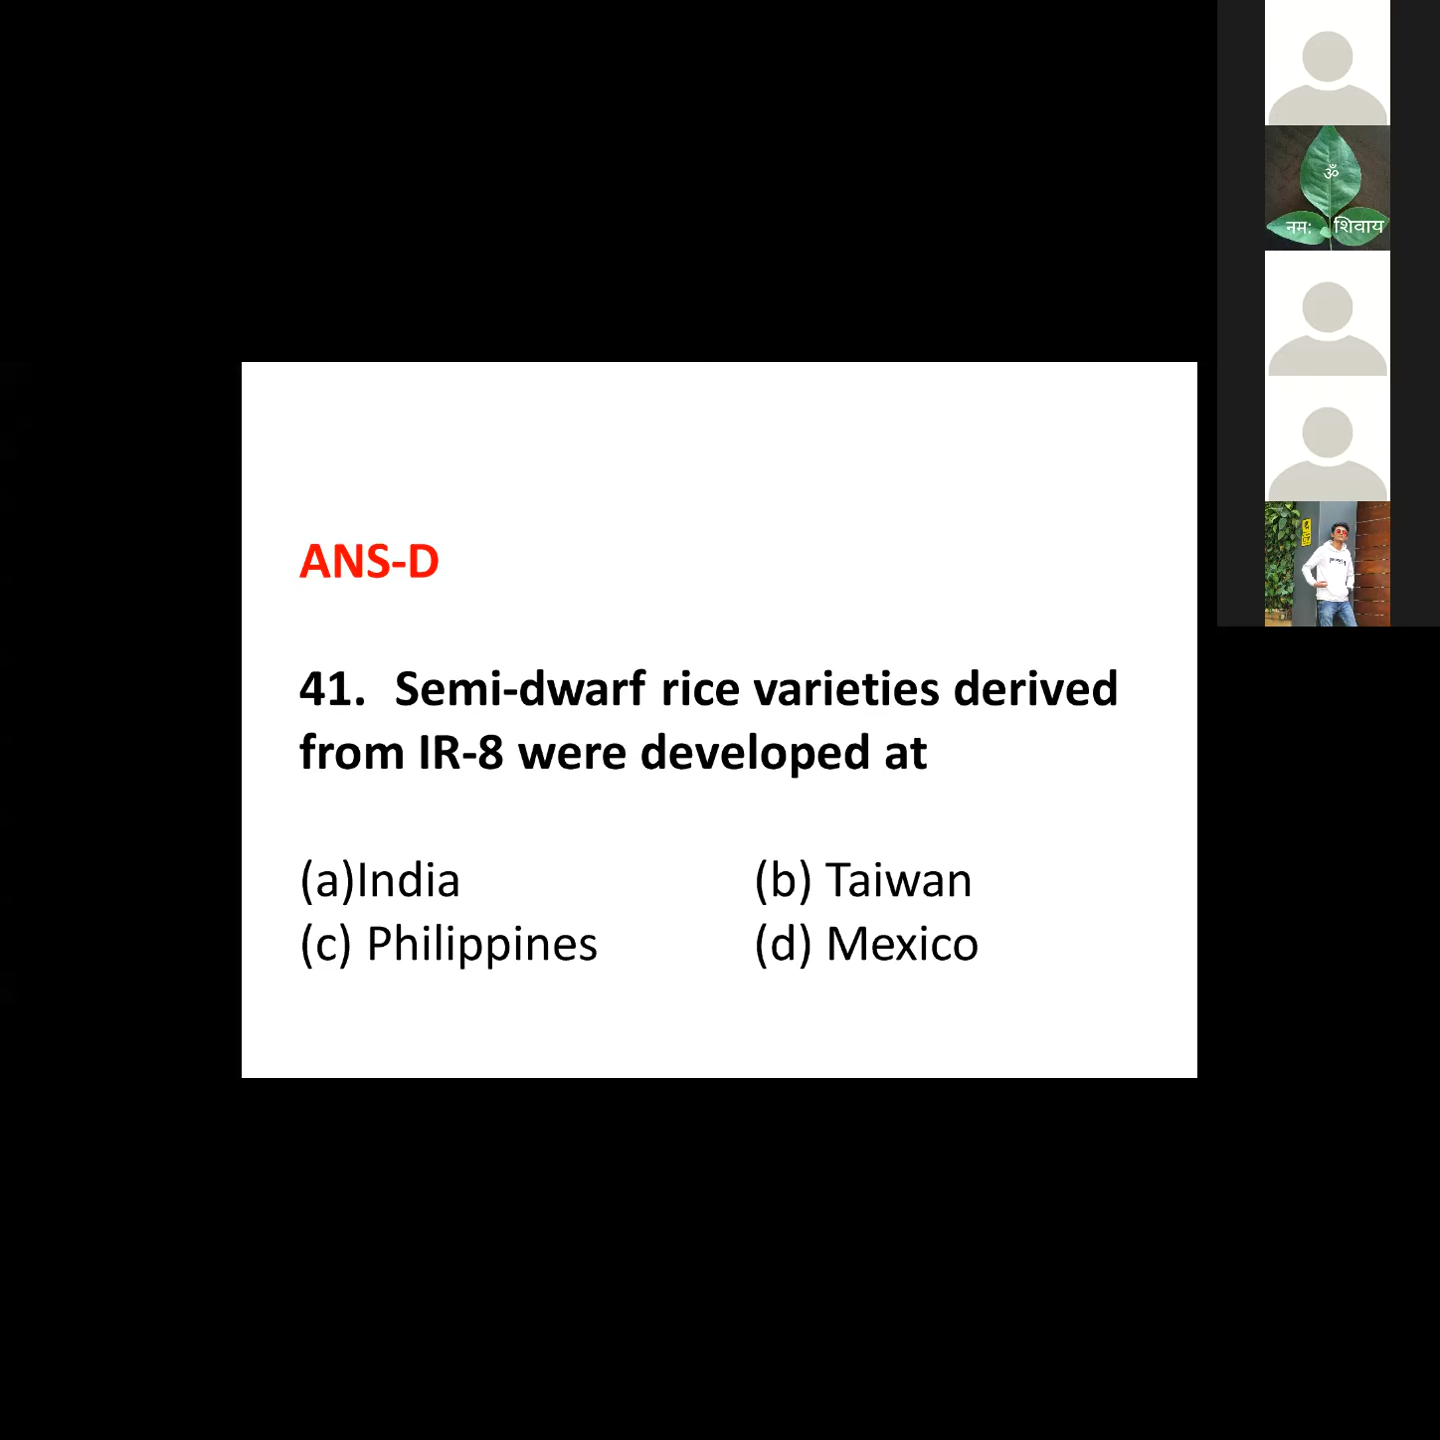 ANS-D
41. Semi-dwarf rice varieties derived
from IR-8 were developed at
(a)India (b) Taiwan
(c) Philippines (d) Mexico
ॐ
नम: शिवाय